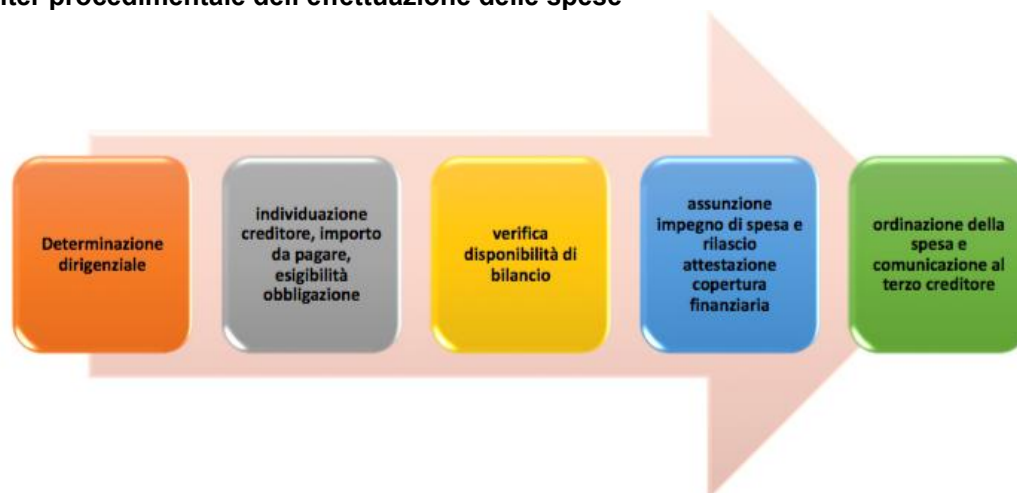 iter procedimentale dell'effettuazione delle spese
Determinazione
dirigenziale
individuazione
creditore, importo
da pagare,
esigibilità
obbligazione
verifica
disponibilità di
bilancio
assunzione
impegno di spesa e
rilascio
attestazione
copertura
finanziaria
ordinazione della
spesa e
comunicazione al
terzo creditore